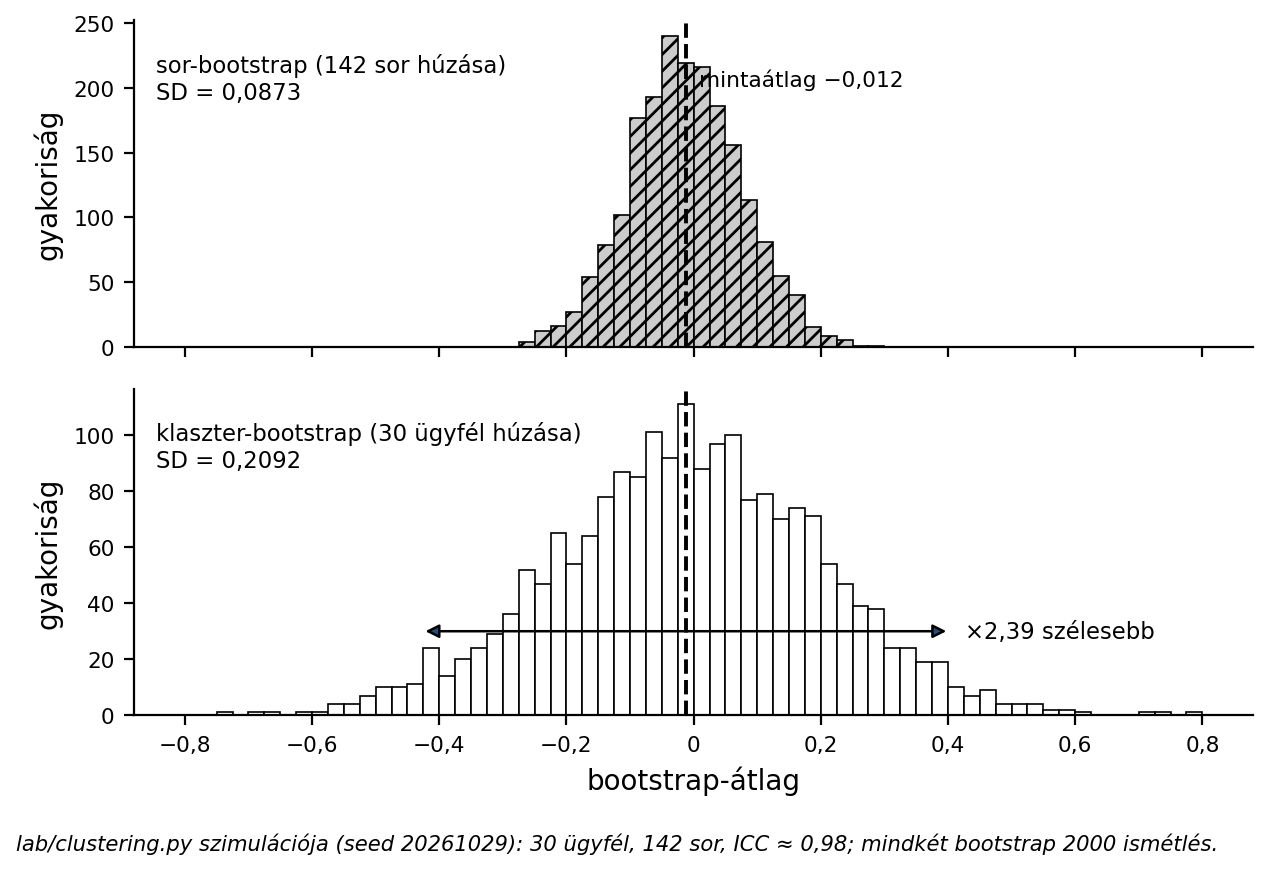 250
200
150
100
50
0
gyakoriság
sor-bootstrap (142 sor húzása)
SD = 0,0873
mintaátlag −0,012
100
80
60
40
20
0
gyakoriság
klaszter-bootstrap (30 ügyfél húzása)
SD = 0,2092
×2,39 szélesebb
−0,8 −0,6 −0,4 −0,2 0 0,2 0,4 0,6 0,8
bootstrap-átlag
lab/clustering.py szimulációja (seed 20261029): 30 ügyfél, 142 sor, ICC ≈ 0,98; mindkét bootstrap 2000 ismétlés.